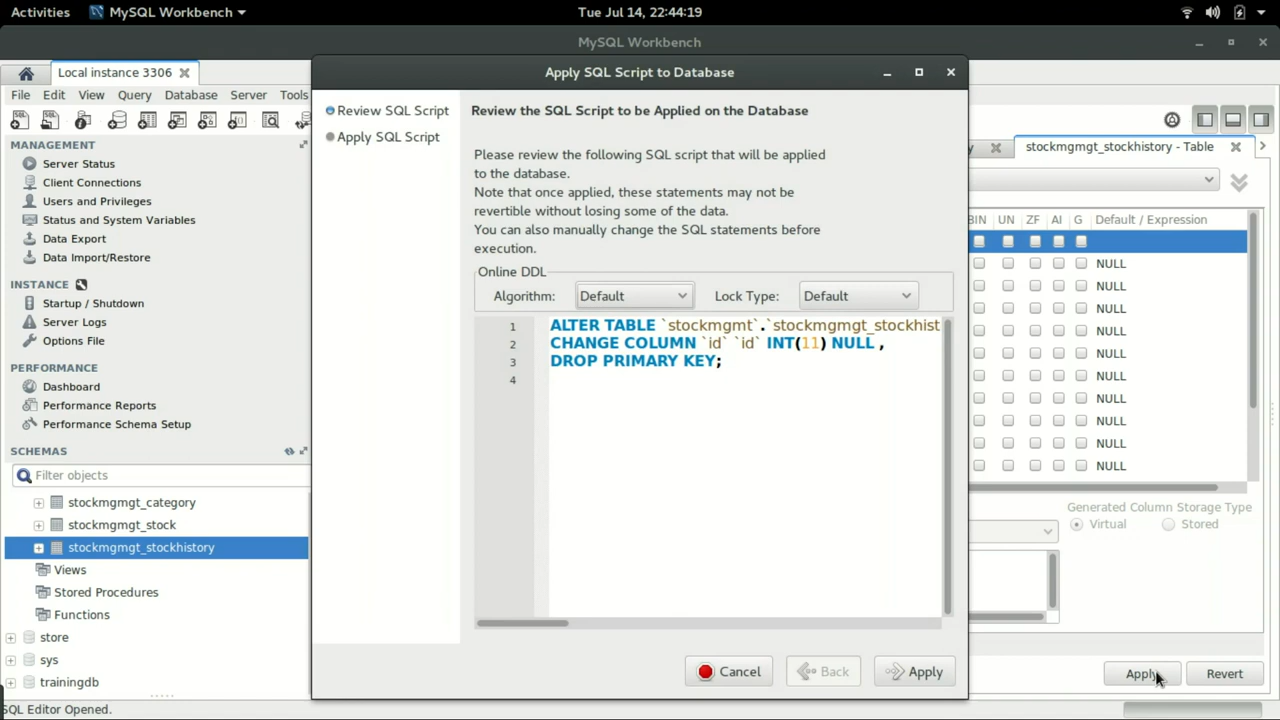 Activities MySQL Workbench Tue Jul 14, 22:44:19
MySQL Workbench
Local instance 3306
File Edit View Query Database Server Tools
MANAGEMENT
Server Status
Client Connections
Users and Privileges
Status and System Variables
Data Export
Data Import/Restore
INSTANCE
Startup / Shutdown
Server Logs
Options File
PERFORMANCE
Dashboard
Performance Reports
Performance Schema Setup
SCHEMAS
Filter objects
stockmgmt_category
stockmgmt_stock
stockmgmt_stockhistory
Views
Stored Procedures
Functions
store
sys
trainingdb
SQL Editor Opened.
Apply SQL Script to Database
Review SQL Script
Apply SQL Script
Review the SQL Script to be Applied on the Database
Please review the following SQL script that will be applied
to the database.
Note that once applied, these statements may not be
revertible without losing some of the data.
You can also manually change the SQL statements before
execution.
Online DDL
Algorithm: Default Lock Type: Default
1 ALTER TABLE `stockmgmt`.`stockmgmt_stockhist
2 CHANGE COLUMN `id` `id` INT(11) NULL ,
3 DROP PRIMARY KEY;
4
Cancel Back Apply
y stockmgmt_stockhistory - Table
BIN UN ZF AI G Default / Expression
NULL
NULL
NULL
NULL
NULL
NULL
NULL
NULL
NULL
NULL
Generated Column Storage Type
Virtual Stored
Apply Revert